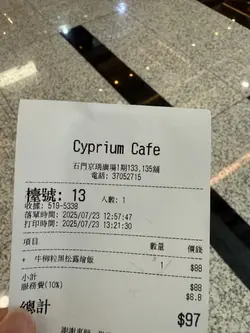 Cyprium Cafe
石門京瑞廣場1期133,135鋪
電話: 37052715
檯號: 13 人數: 1
收據: 519-5338
落單時間: 2025/07/23 12:57:47
打印時間: 2025/07/23 13:21:30
項目 數量 價錢
+ 牛柳粒黑松露燴飯 1 $88
小計 $88
服務費(10%) $8.8
總計 $97